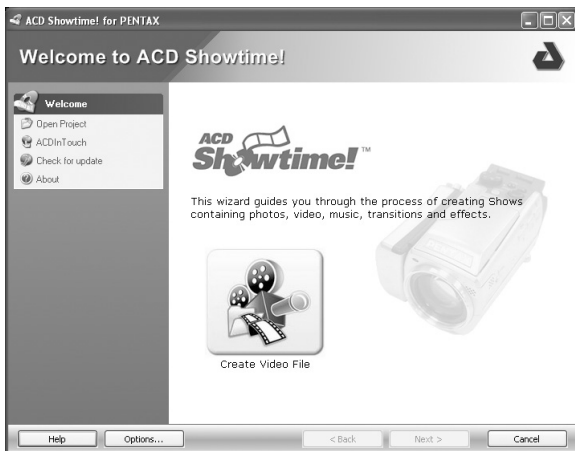 ACD Showtime! for PENTAX
Welcome to ACD Showtime!
Welcome
Open Project
ACDInTouch
Check for update
About
ACD
Showtime!™
This wizard guides you through the process of creating Shows
containing photos, video, music, transitions and effects.
Create Video File
Help
Options...
< Back
Next >
Cancel